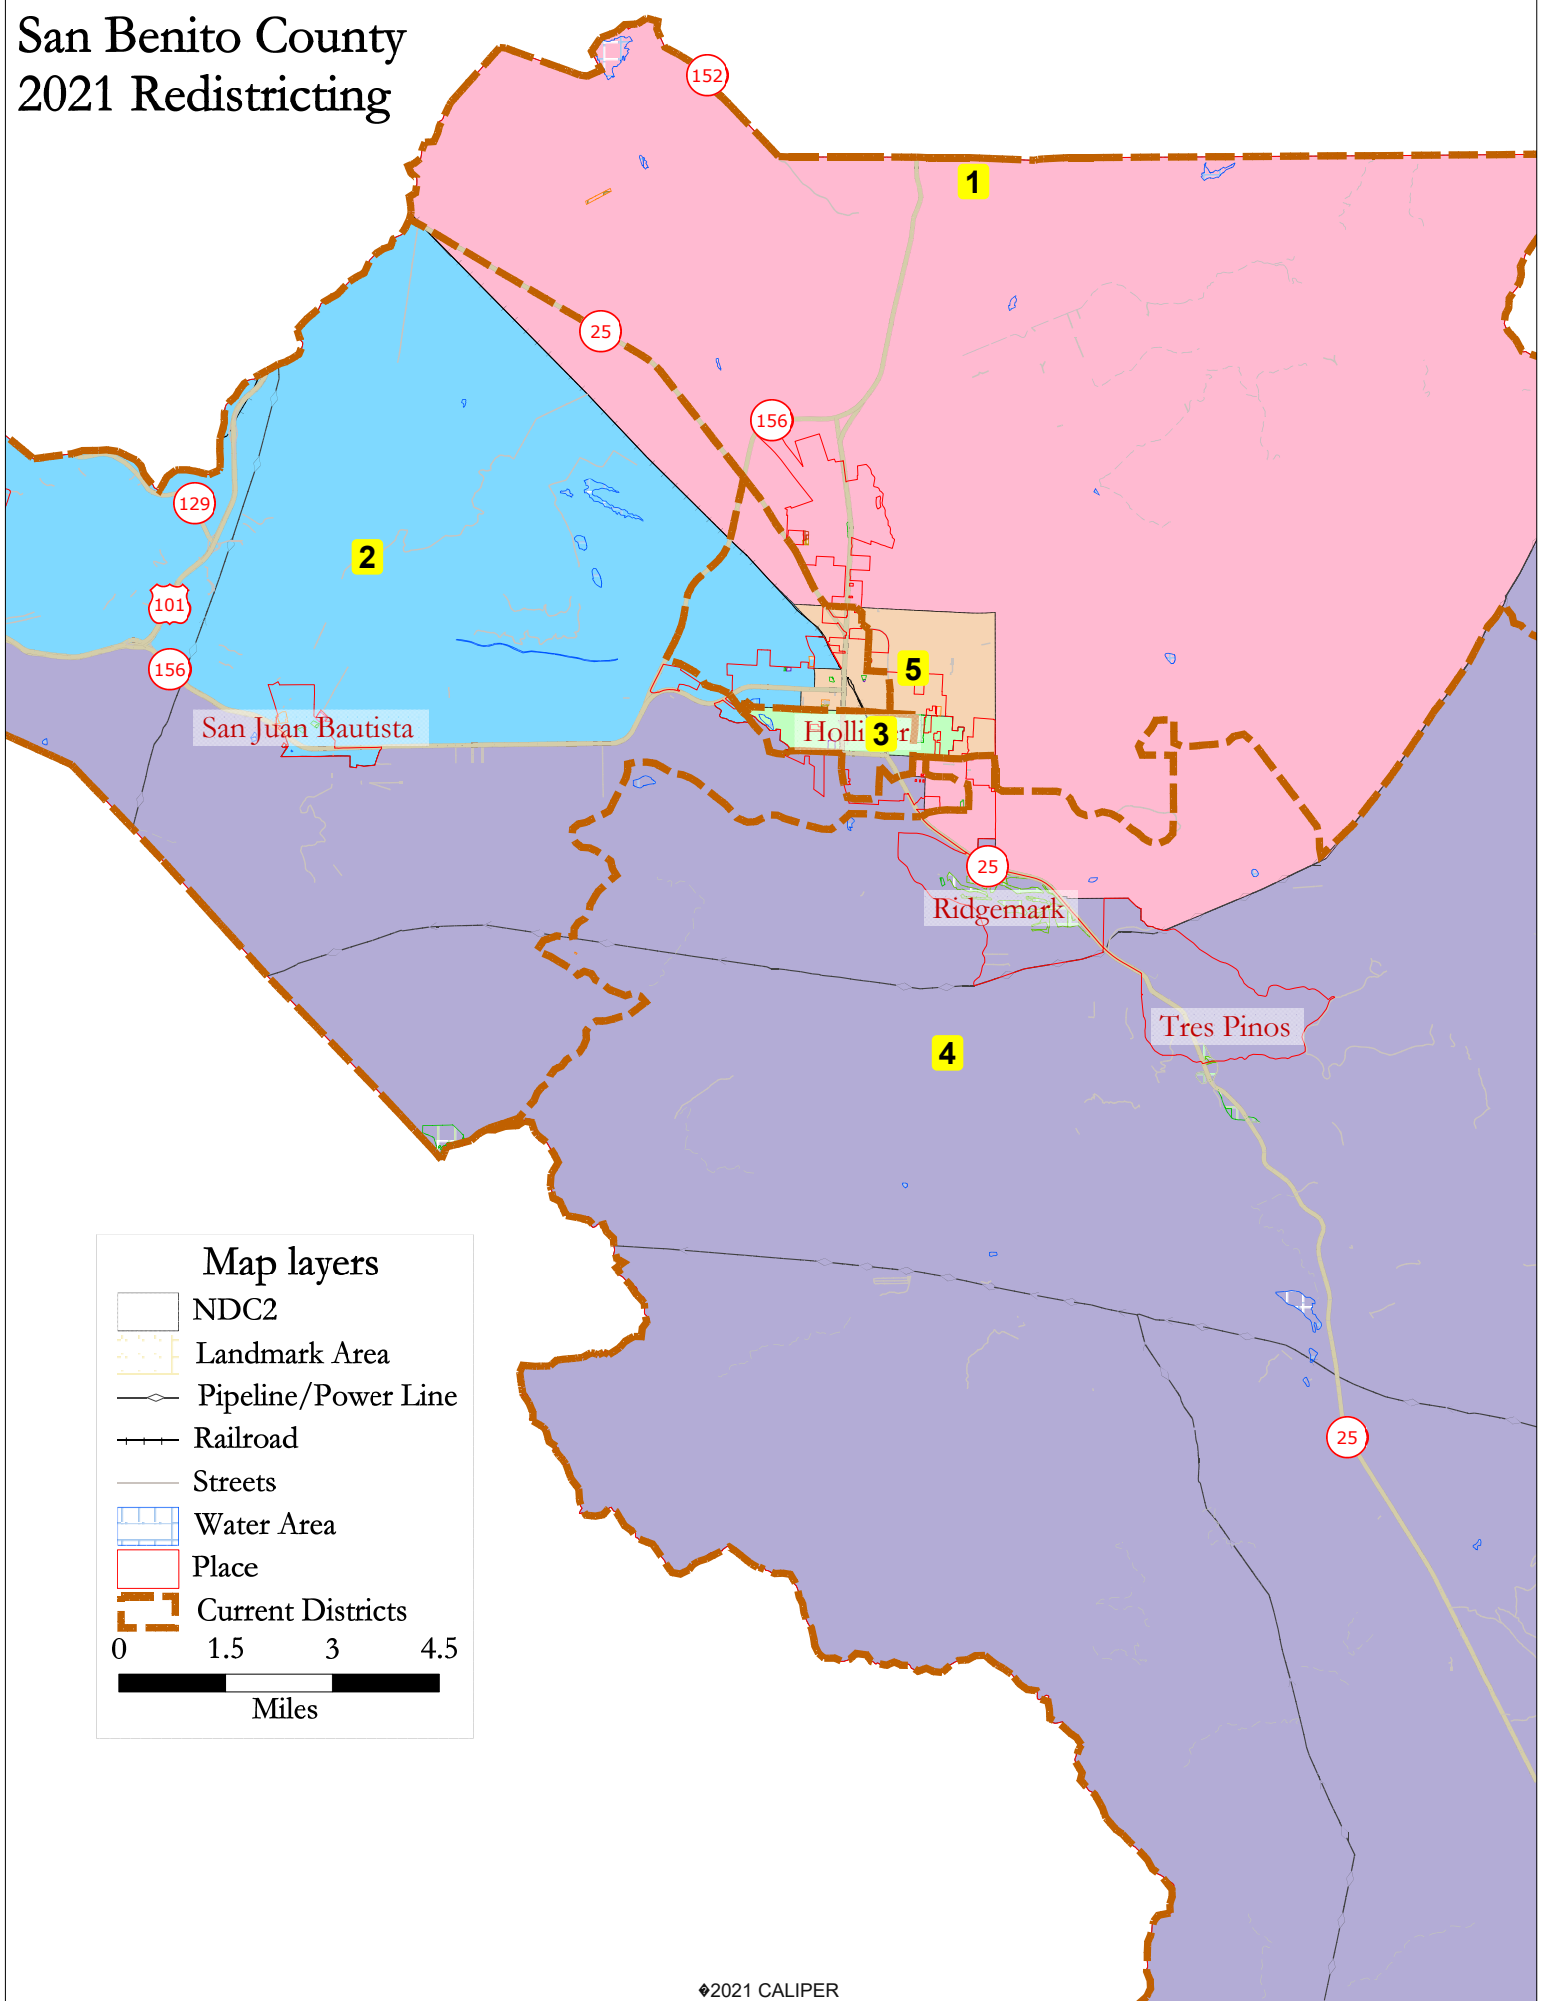 San Benito County
2021 Redistricting
152
1
25
156
129
2
101
156
5
San Juan Bautista
3
25
Ridgemark
Tres Pinos
4
25
Map layers
NDC2
Landmark Area
Pipeline/Power Line
Railroad
Streets
Water Area
Place
Current Districts
0 1.5 3 4.5
Miles
�2021 CALIPER